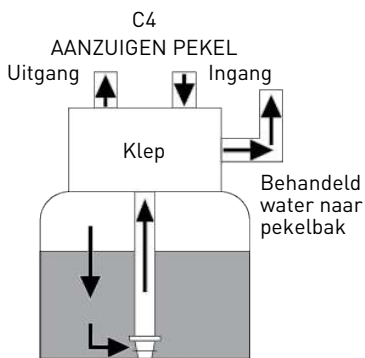 C4
AANZUIGEN PEKEL
Uitgang
Ingang
Klep
Behandeld
water naar
pekelbak